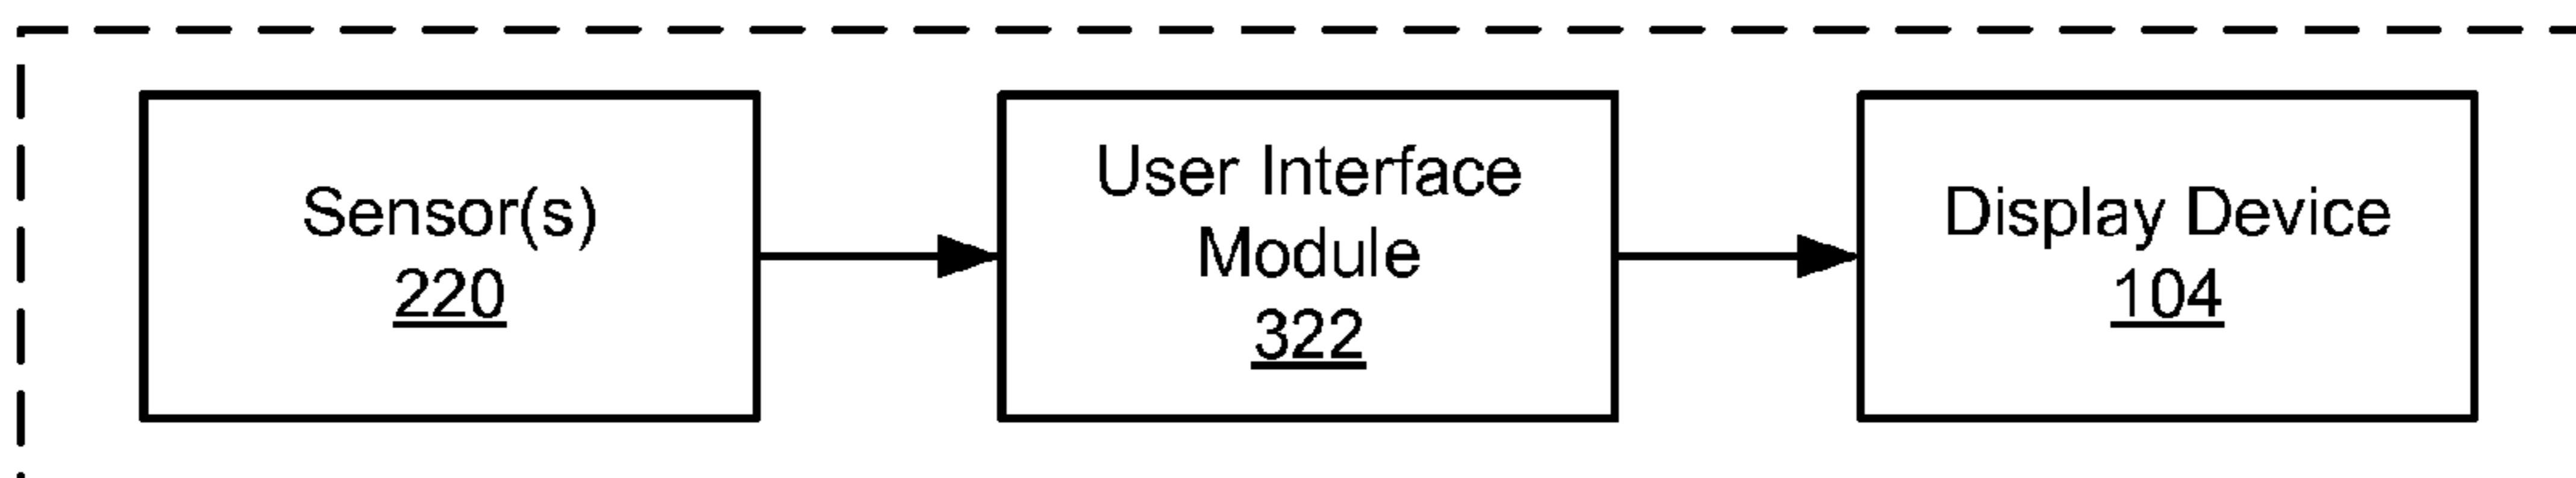 Sensor(s)
220
User Interface
Module
322
Display Device
104